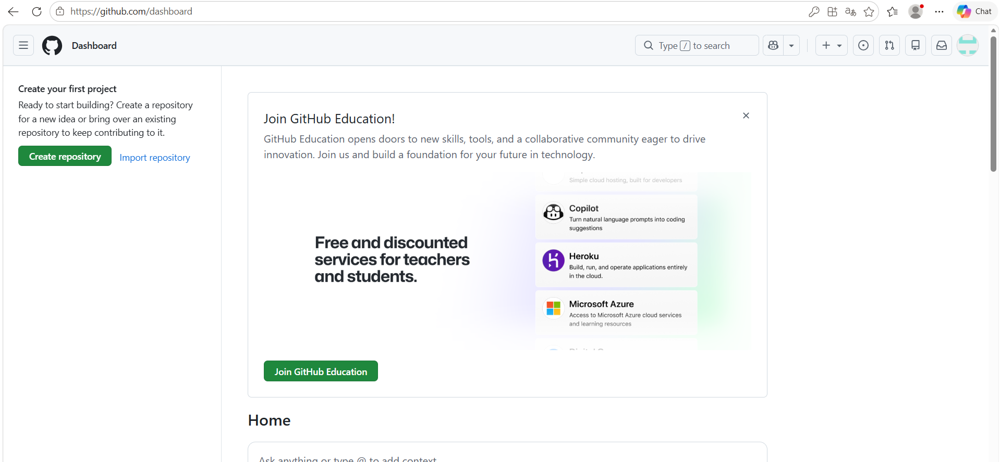 https://github.com/dashboard
Chat
Dashboard
Type / to search
Create your first project
Ready to start building? Create a repository
for a new idea or bring over an existing
repository to keep contributing to it.
Create repository
Import repository
Join GitHub Education!
GitHub Education opens doors to new skills, tools, and a collaborative community eager to drive
innovation. Join us and build a foundation for your future in technology.
Free and discounted
services for teachers
and students.
Simple cloud hosting, built for developers
Copilot
Turn natural language prompts into coding
suggestions
Heroku
Build, run, and operate applications entirely
in the cloud.
Microsoft Azure
Access to Microsoft Azure cloud services
and learning resources
Join GitHub Education
Home
Ask anything or type @ to add context